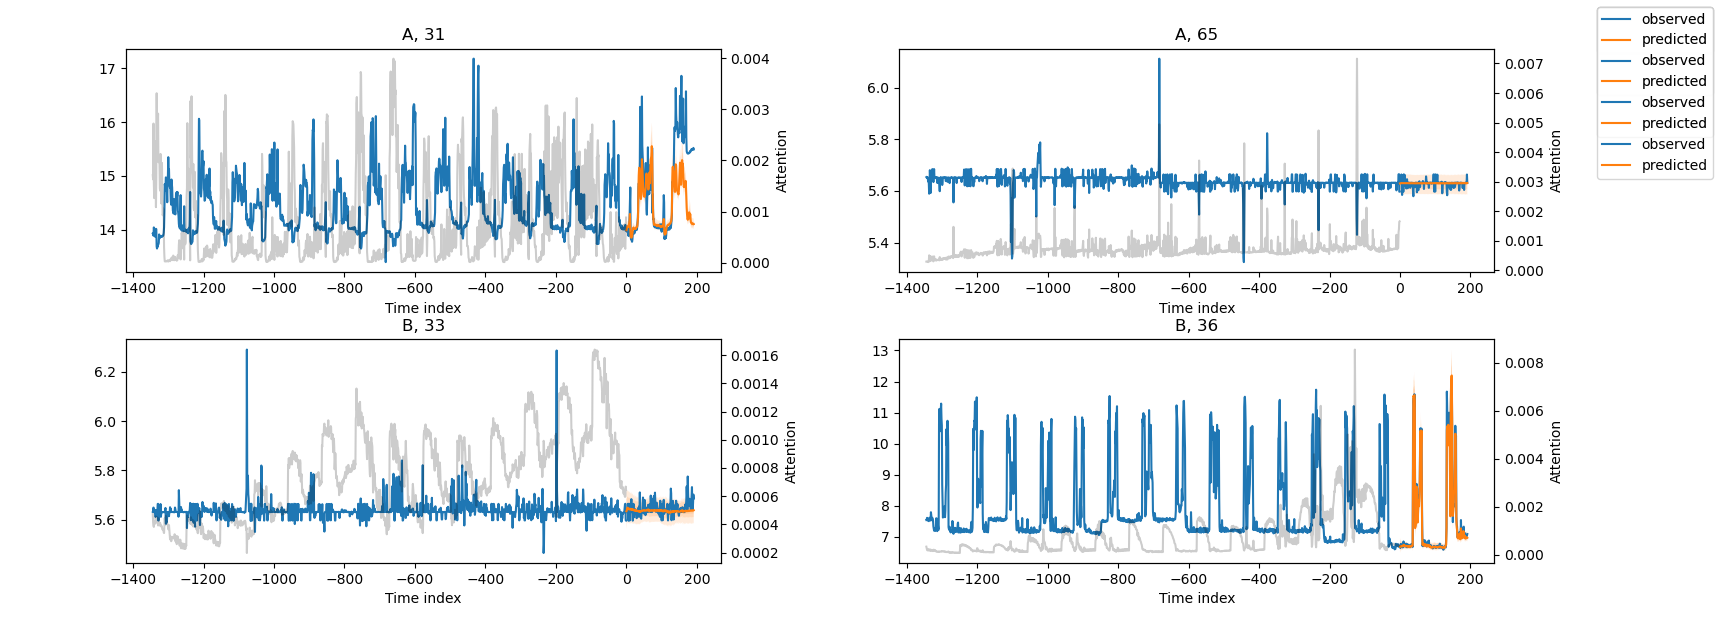 A, 31
17
16
15
14
0.004
0.003
0.002
0.001
0.000
Attention
−1400 −1200 −1000 −800 −600 −400 −200 0 200
Time index
A, 65
6.0
5.8
5.6
5.4
0.007
0.006
0.005
0.004
0.003
0.002
0.001
0.000
Attention
−1400 −1200 −1000 −800 −600 −400 −200 0 200
Time index
observed
predicted
observed
predicted
observed
predicted
observed
predicted
B, 33
6.2
6.0
5.8
5.6
0.0016
0.0014
0.0012
0.0010
0.0008
0.0006
0.0004
0.0002
Attention
−1400 −1200 −1000 −800 −600 −400 −200 0 200
Time index
B, 36
13
12
11
10
9
8
7
0.008
0.006
0.004
0.002
0.000
Attention
−1400 −1200 −1000 −800 −600 −400 −200 0 200
Time index